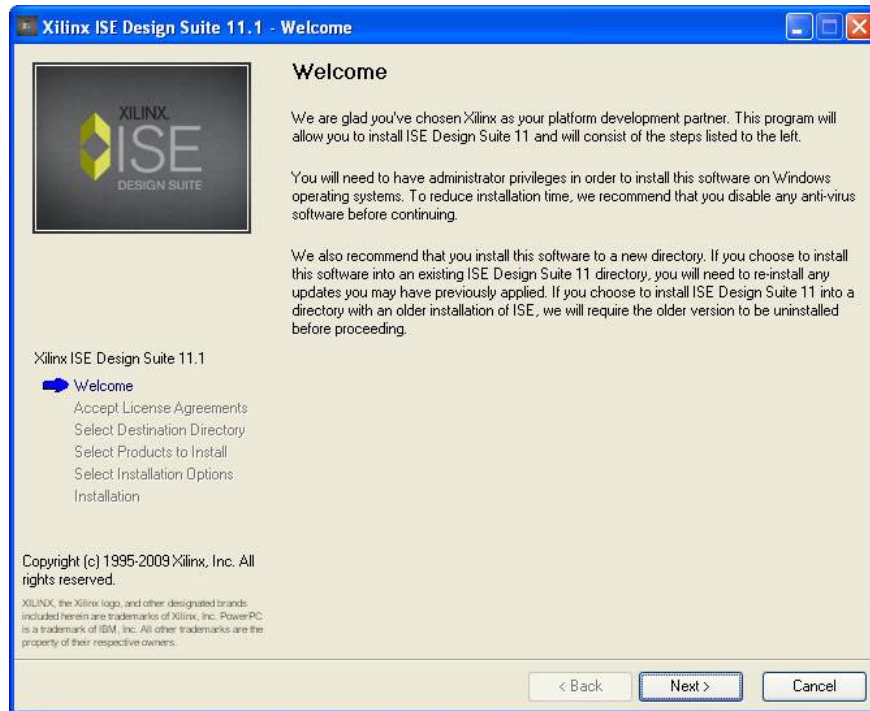 Xilinx ISE Design Suite 11.1 - Welcome
XILINX.
ISE
DESIGN SUITE
Xilinx ISE Design Suite 11.1
Welcome
Accept License Agreements
Select Destination Directory
Select Products to Install
Select Installation Options
Installation
Copyright (c) 1995-2009 Xilinx, Inc. All
rights reserved.
XILINX, the Xilinx logo, and other designated brands
included herein are trademarks of Xilinx, Inc. PowerPC
is a trademark of IBM, Inc. All other trademarks are the
property of their respective owners.
Welcome
We are glad you've chosen Xilinx as your platform development partner. This program will
allow you to install ISE Design Suite 11 and will consist of the steps listed to the left.
You will need to have administrator privileges in order to install this software on Windows
operating systems. To reduce installation time, we recommend that you disable any anti-virus
software before continuing.
We also recommend that you install this software to a new directory. If you choose to install
this software into an existing ISE Design Suite 11 directory, you will need to re-install any
updates you may have previously applied. If you choose to install ISE Design Suite 11 into a
directory with an older installation of ISE, we will require the older version to be uninstalled
before proceeding.
< Back
Next >
Cancel